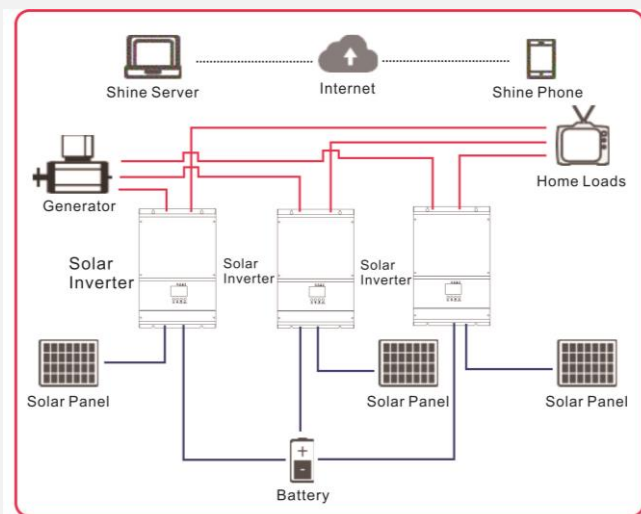 Shine Server
Internet
Shine Phone
Generator
Home Loads
Solar
Inverter
Solar
Inverter
Solar
Inverter
Solar Panel
Solar Panel
Solar Panel
+
-
Battery